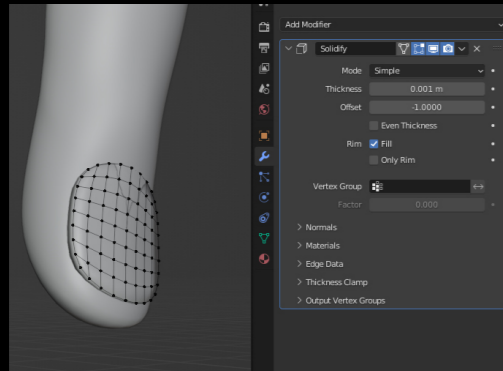 Add Modifier
Solidify
Mode Simple
Thickness 0.001 m
Offset -1.0000
Even Thickness
Rim Fill
Only Rim
Vertex Group
Factor 0.000
Normals
Materials
Edge Data
Thickness Clamp
Output Vertex Groups